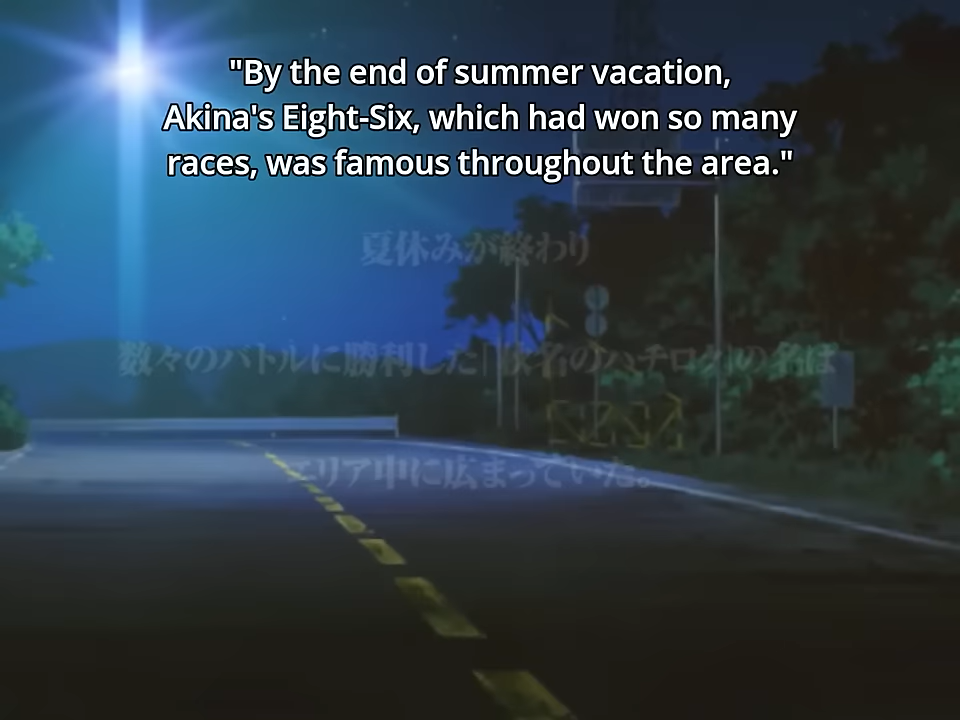 "By the end of summer vacation,
Akina's Eight-Six, which had won so many
races, was famous throughout the area."
夏休みが終わり
数々のバトルに勝利した「秋名のハチロク」の名は
エリア中に広まっていた。